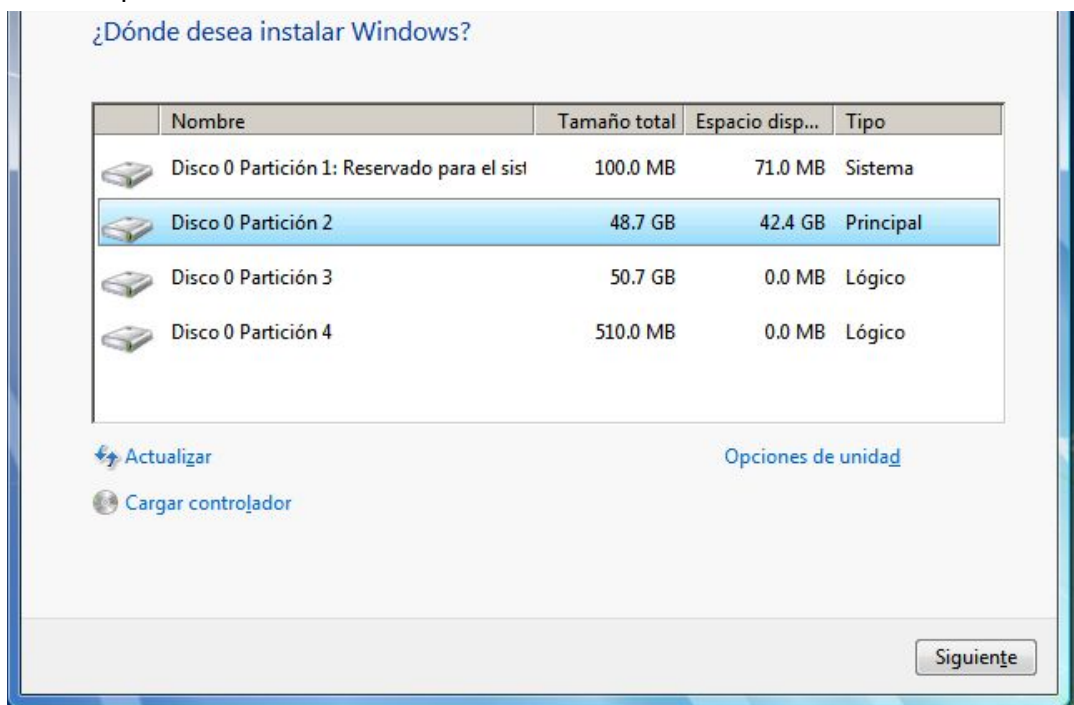 ¿Dónde desea instalar Windows?
Nombre Tamaño total Espacio disp... Tipo
Disco 0 Partición 1: Reservado para el sist 100.0 MB 71.0 MB Sistema
Disco 0 Partición 2 48.7 GB 42.4 GB Principal
Disco 0 Partición 3 50.7 GB 0.0 MB Lógico
Disco 0 Partición 4 510.0 MB 0.0 MB Lógico
Actualizar Opciones de unidad
Cargar controlador
Siguiente